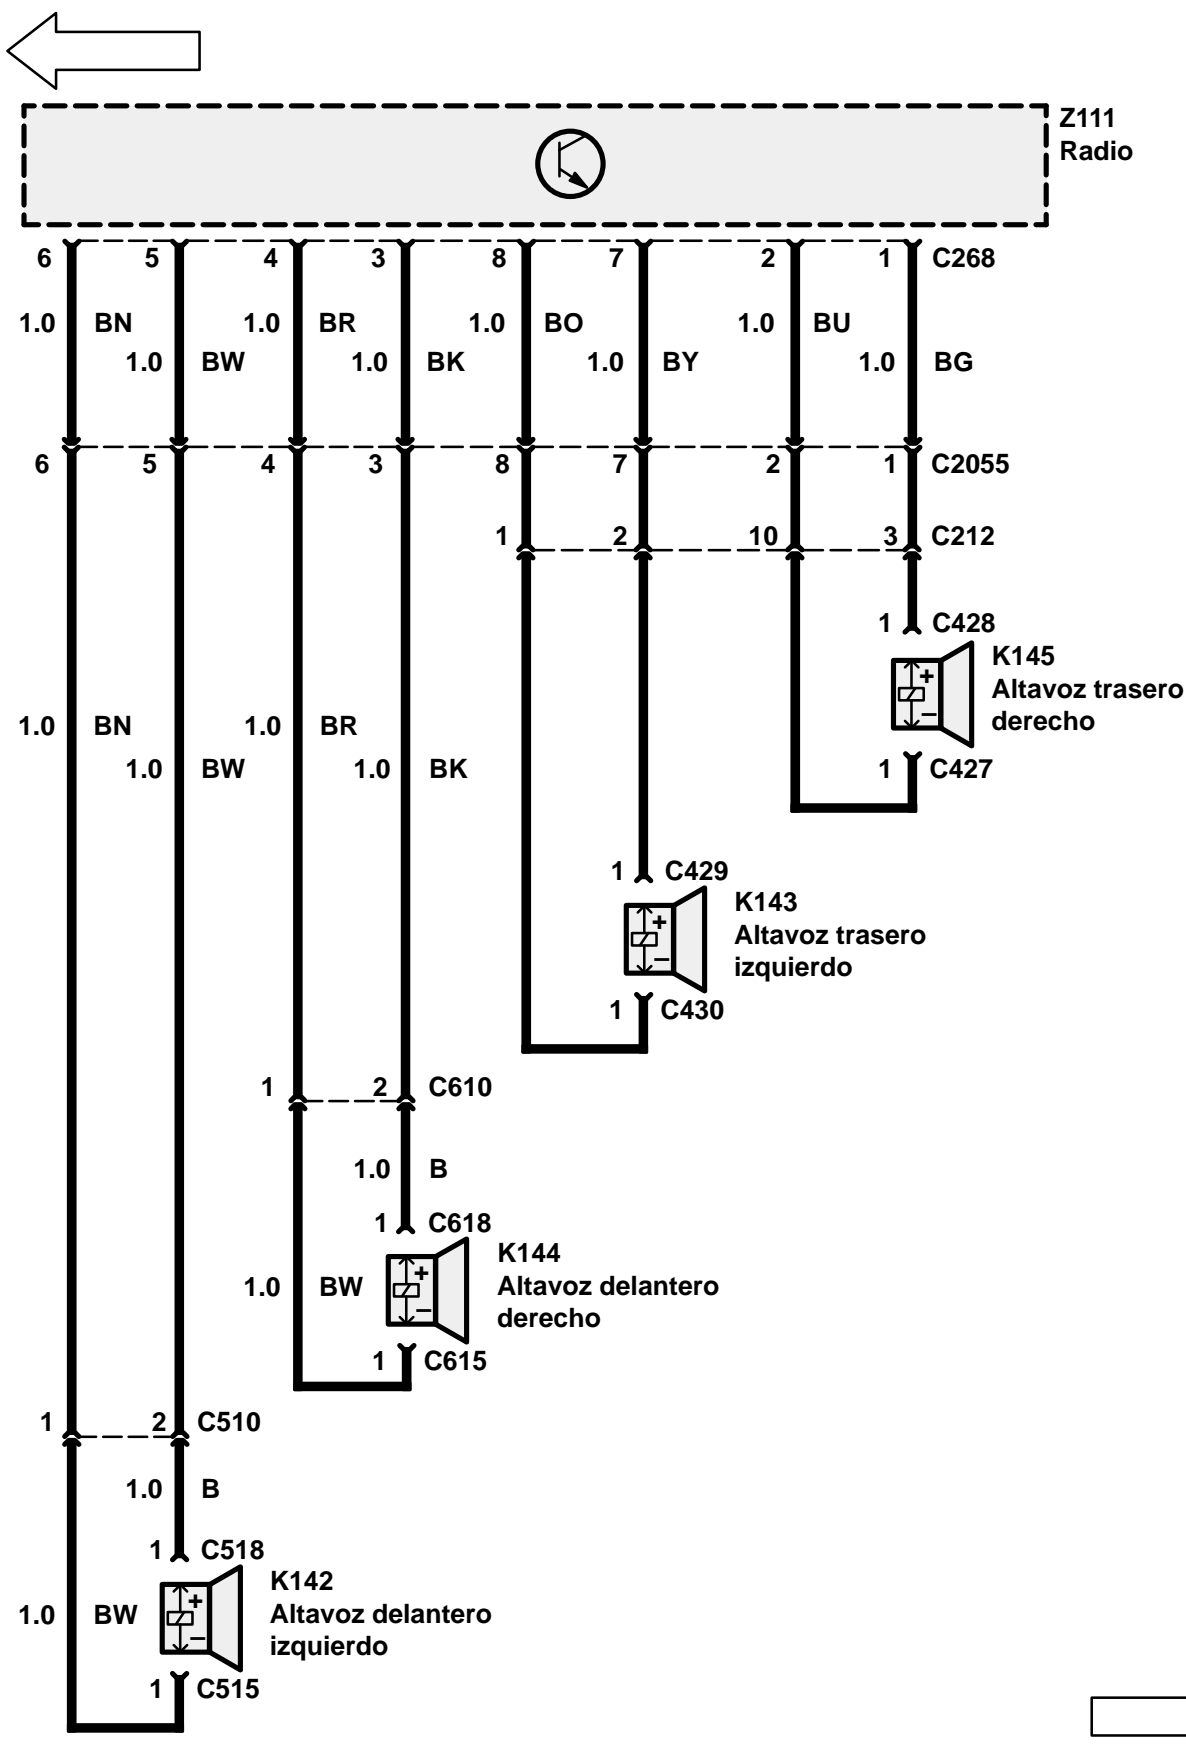 Z111
Radio
6 5 4 3 8 7 2 1 C268
1.0 BN 1.0 BR 1.0 BO 1.0 BU
1.0 BW 1.0 BK 1.0 BY 1.0 BG
6 5 4 3 8 7 2 1 C2055
1 2 10 3 C212
1 C428
K145
Altavoz trasero
derecho
+
–
1.0 BN 1.0 BR
1.0 BW 1.0 BK
1 C427
1 C429
K143
Altavoz trasero
izquierdo
+
–
1 C430
1 2 C610
1.0 B
1 C618
K144
Altavoz delantero
derecho
+
–
1.0 BW
1 C615
1 2 C510
1.0 B
1 C518
K142
Altavoz delantero
izquierdo
+
–
1.0 BW
1 C515